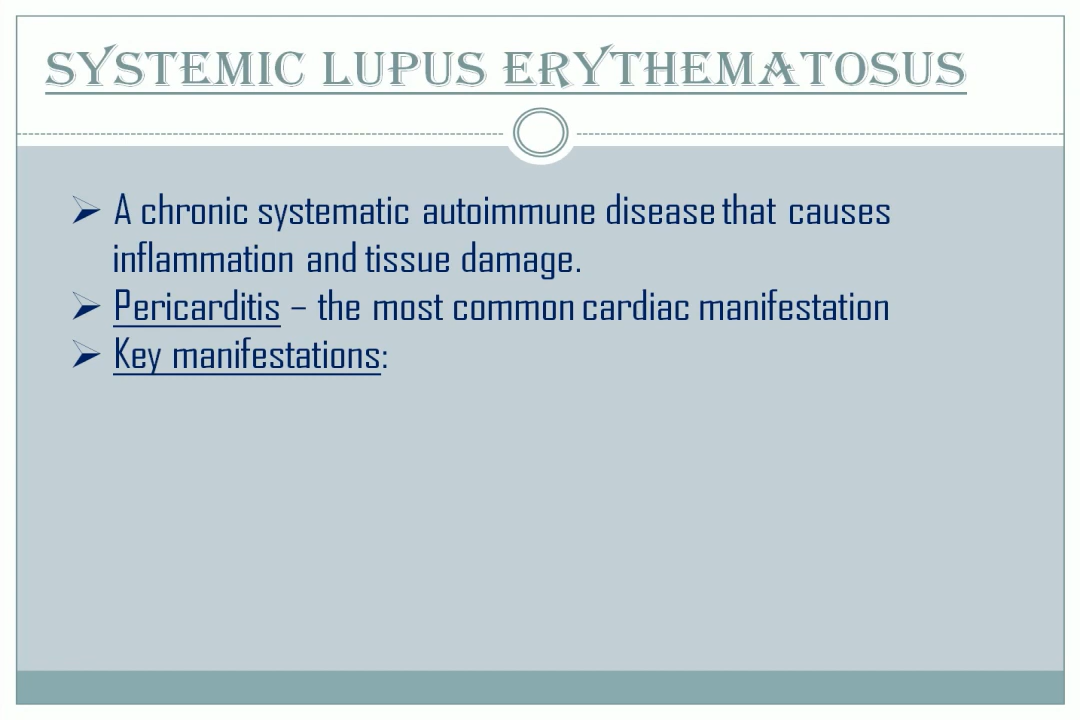 SYSTEMIC LUPUS ERYTHEMATOSUS
➢ A chronic systematic autoimmune disease that causes
inflammation and tissue damage.
➢ Pericarditis – the most common cardiac manifestation
➢ Key manifestations: